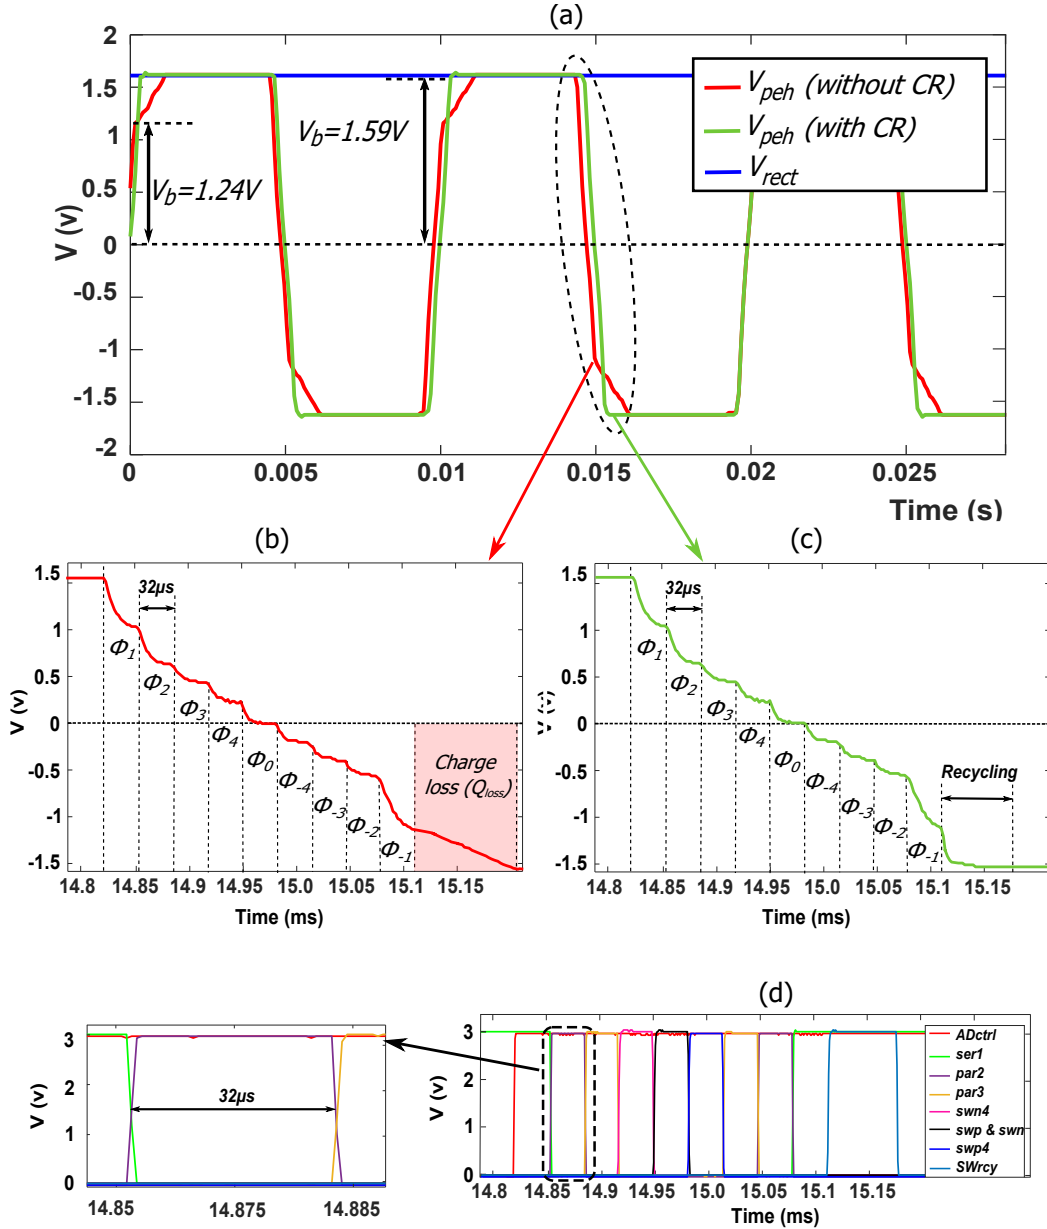 (a)
2
1.5
1
0.5
0
-0.5
-1
-1.5
-2
V (v)
V_b=1.24V
V_b=1.59V
V_peh (without CR)
V_peh (with CR)
V_rect
0 0.005 0.01 0.015 0.02 0.025
Time (s)
(b)
1.5
1
0.5
0
-0.5
-1
-1.5
V (v)
32µs
Φ_1
Φ_2
Φ_3
Φ_4
Φ_0
Φ_-4
Φ_-3
Φ_-2
Φ_-1
Charge
loss (Q_loss)
14.8 14.85 14.9 14.95 15.0 15.05 15.1 15.15
Time (ms)
(c)
1.5
1
0.5
0
-0.5
-1
-1.5
V (v)
32µs
Φ_1
Φ_2
Φ_3
Φ_4
Φ_0
Φ_-4
Φ_-3
Φ_-2
Φ_-1
Recycling
14.8 14.85 14.9 14.95 15.0 15.05 15.1 15.15
Time (ms)
3
2
1
0
V (v)
32µs
14.85 14.875 14.885
(d)
3
2
1
0
V (v)
ADctrl
ser1
par2
par3
swn4
swp & swn
swp4
SWrcy
14.8 14.85 14.9 14.95 15.0 15.05 15.1 15.15
Time (ms)